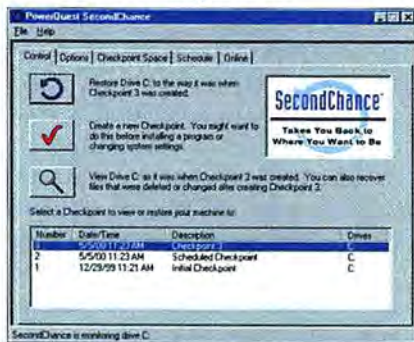 PowerQuest SecondChance
File Help
Control Options Checkpoint Space Schedule Online
Restore Drive C: to the way it was when
Checkpoint 3 was created.
Create a new Checkpoint. You might want to
do this before installing a program or
changing system settings.
SecondChance
Takes You Back to
Where You Want to Be
View Drive C: as it was when Checkpoint 3 was created. You can also recover
files that were deleted or changed after creating Checkpoint 3.
Select a Checkpoint to view or restore your machine to:
Number Date/Time Description Drives
3 5/5/00 11:23 AM Checkpoint 3 C:
2 5/5/00 11:23 AM Scheduled Checkpoint C:
1 12/29/99 11:21 AM Initial Checkpoint C:
SecondChance is monitoring drive C: